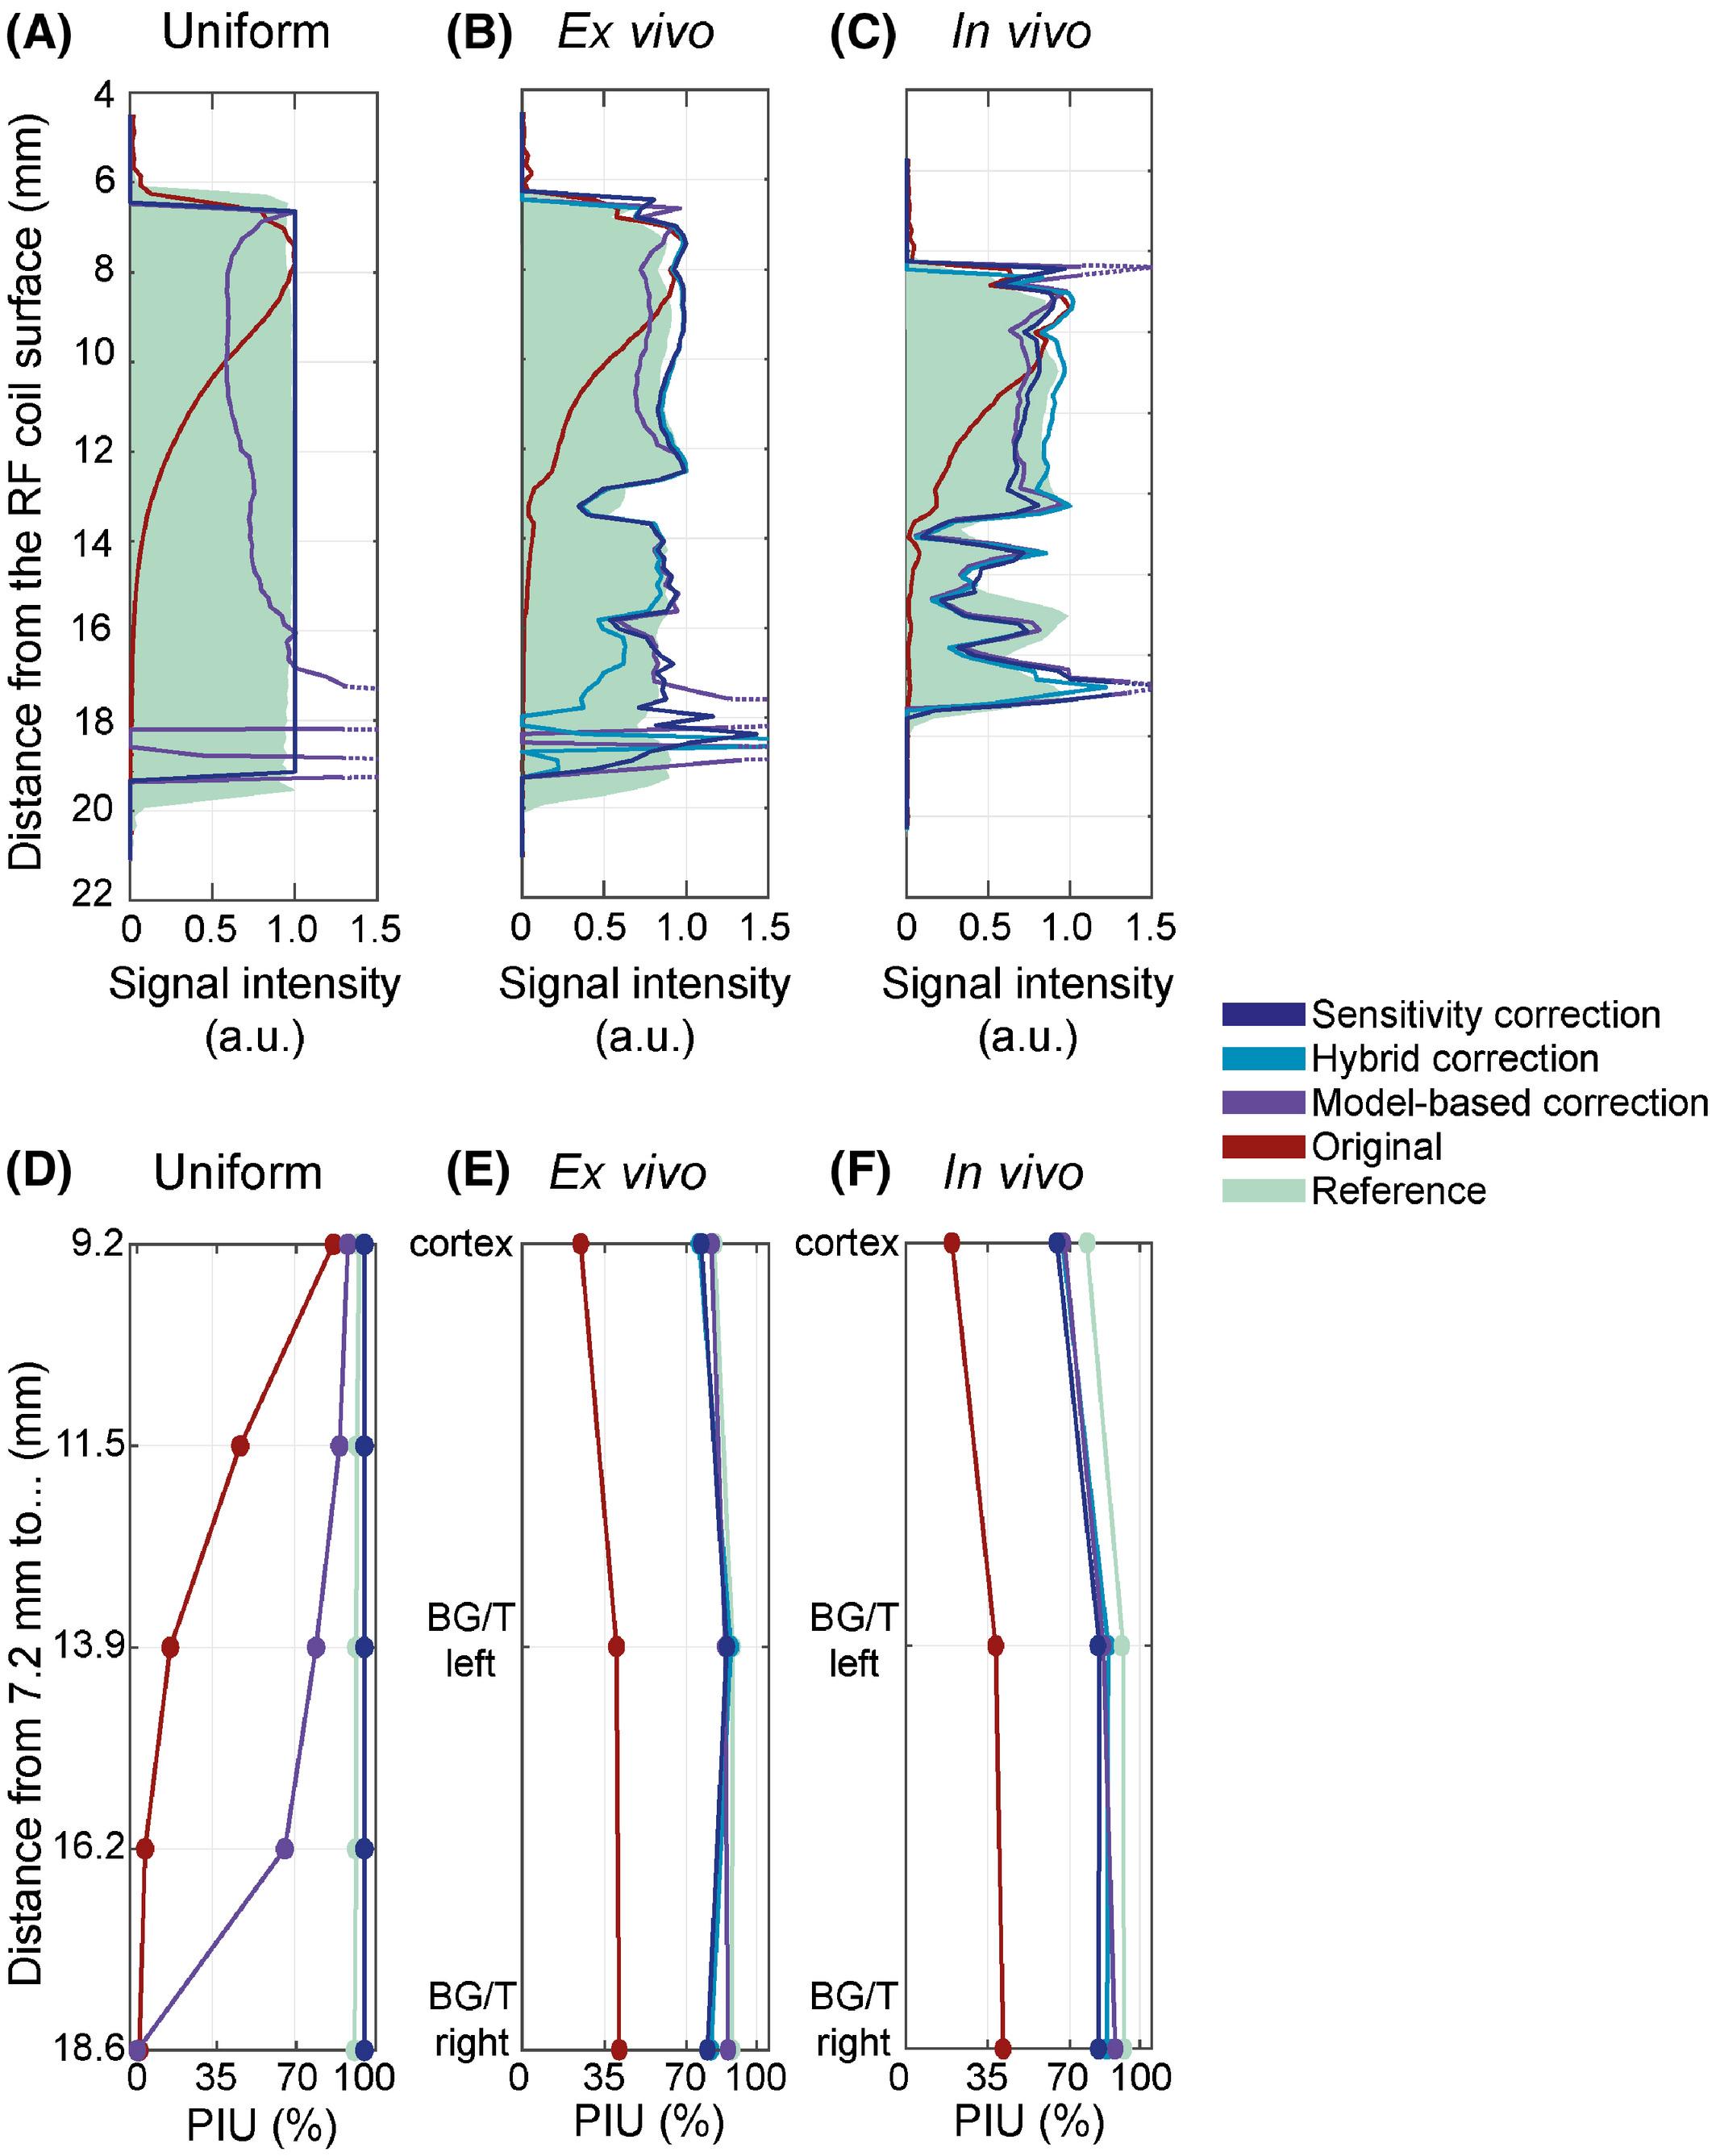 (A) Uniform
(B) Ex vivo
(C) In vivo
Distance from the RF coil surface (mm)
4
6
8
10
12
14
16
18
20
22
0 0.5 1.0 1.5
0 0.5 1.0 1.5
0 0.5 1.0 1.5
Signal intensity
(a.u.)
Signal intensity
(a.u.)
Signal intensity
(a.u.)
Sensitivity correction
Hybrid correction
Model-based correction
Original
Reference
(D) Uniform
(E) Ex vivo
(F) In vivo
Distance from 7.2 mm to... (mm)
9.2
11.5
13.9
16.2
18.6
cortex
BG/T
left
BG/T
right
cortex
BG/T
left
BG/T
right
0 35 70 100
0 35 70 100
0 35 70 100
PIU (%)
PIU (%)
PIU (%)